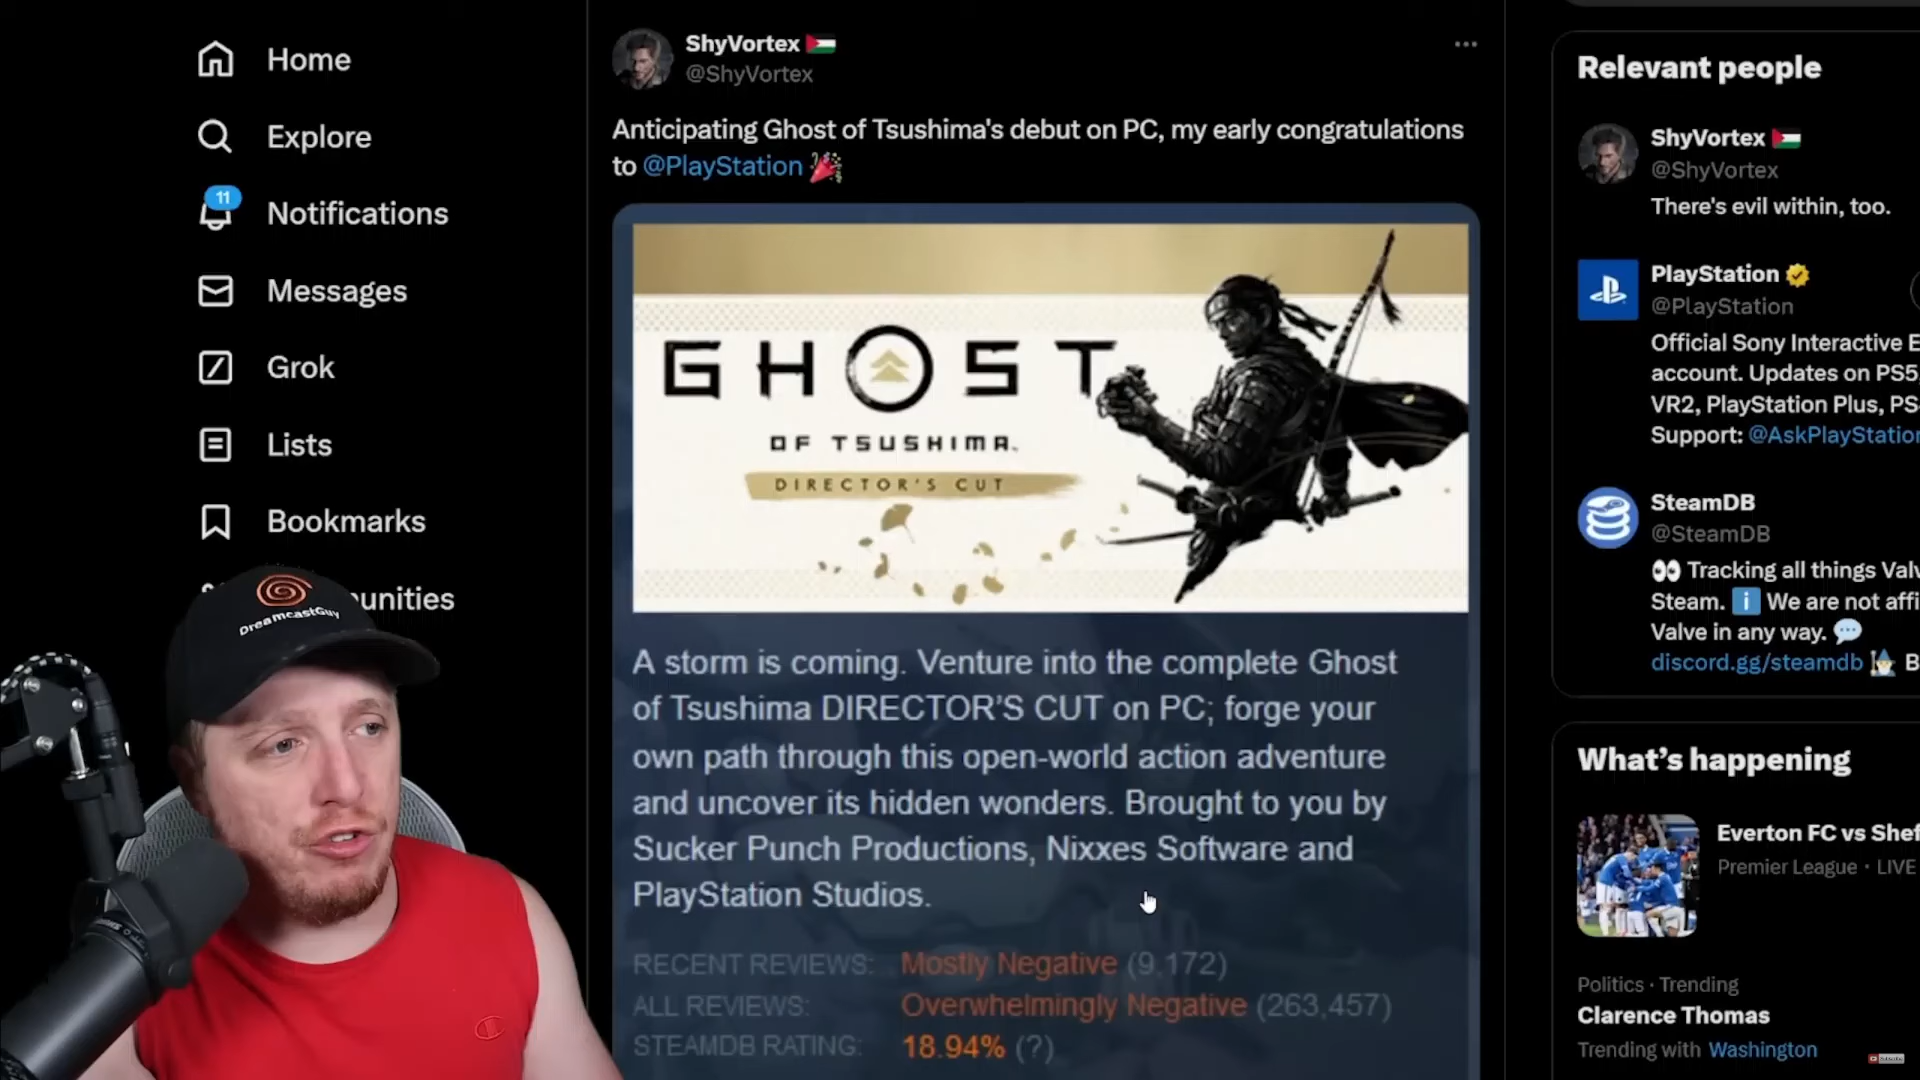 Home
Explore
11
Notifications
Messages
Grok
Lists
Bookmarks
unities
DreamcastGuy
ShyVortex
@ShyVortex
Anticipating Ghost of Tsushima's debut on PC, my early congratulations
to @PlayStation
GHOST
OF TSUSHIMA.
DIRECTOR'S CUT
A storm is coming. Venture into the complete Ghost
of Tsushima DIRECTOR'S CUT on PC; forge your
own path through this open-world action adventure
and uncover its hidden wonders. Brought to you by
Sucker Punch Productions, Nixxes Software and
PlayStation Studios.
RECENT REVIEWS: Mostly Negative (9,172)
ALL REVIEWS: Overwhelmingly Negative (263,457)
STEAMDB RATING: 18.94% (?)
Relevant people
ShyVortex
@ShyVortex
There's evil within, too.
PlayStation
@PlayStation
Official Sony Interactive E
account. Updates on PS5,
VR2, PlayStation Plus, PS
Support: @AskPlayStation
SteamDB
@SteamDB
Tracking all things Valv
Steam. i We are not affi
Valve in any way.
discord.gg/steamdb B
What's happening
Everton FC vs Shef
Premier League · LIVE
Politics · Trending
Clarence Thomas
Trending with Washington